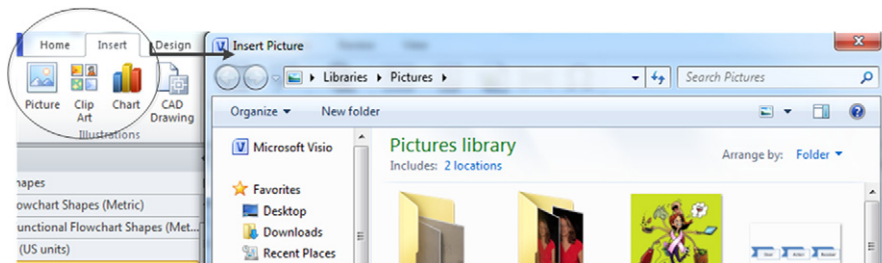 Home Insert Design
Picture Clip Art Chart CAD Drawing
Illustrations
hapes
owchart Shapes (Metric)
unctional Flowchart Shapes (Met...
(US units)
Insert Picture
Libraries Pictures
Search Pictures
Organize New folder
Microsoft Visio
Favorites
Desktop
Downloads
Recent Places
Pictures library
Includes: 2 locations
Arrange by: Folder